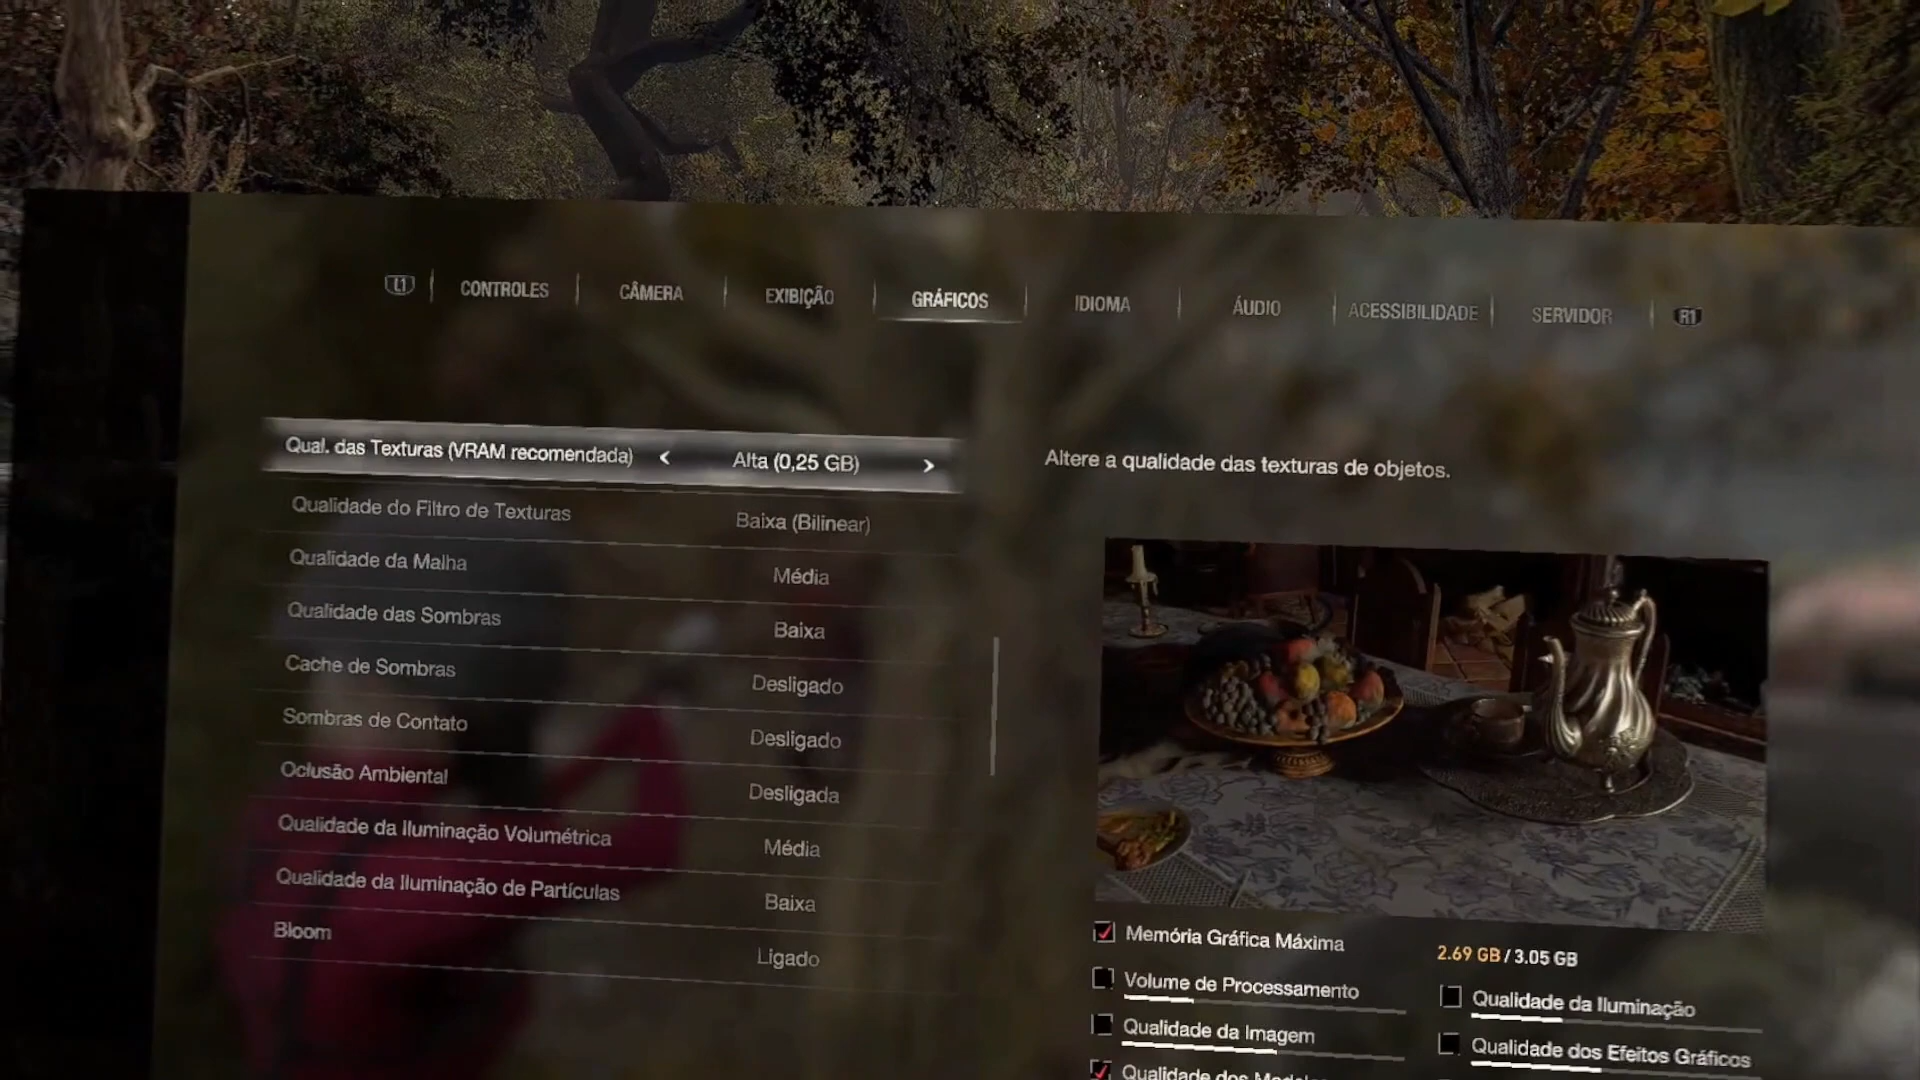 L1 CONTROLES CÂMERA EXIBIÇÃO GRÁFICOS IDIOMA ÁUDIO ACESSIBILIDADE SERVIDOR R1
Qual. das Texturas (VRAM recomendada) < Alta (0,25 GB) >
Qualidade do Filtro de Texturas Baixa (Bilinear)
Qualidade da Malha Média
Qualidade das Sombras Baixa
Cache de Sombras Desligado
Sombras de Contato Desligado
Oclusão Ambiental Desligada
Qualidade da Iluminação Volumétrica Média
Qualidade da Iluminação de Partículas Baixa
Bloom Ligado
Altere a qualidade das texturas de objetos.
Memória Gráfica Máxima 2.69 GB / 3.05 GB
Volume de Processamento Qualidade da Iluminação
Qualidade da Imagem Qualidade dos Efeitos Gráficos
Qualidade dos